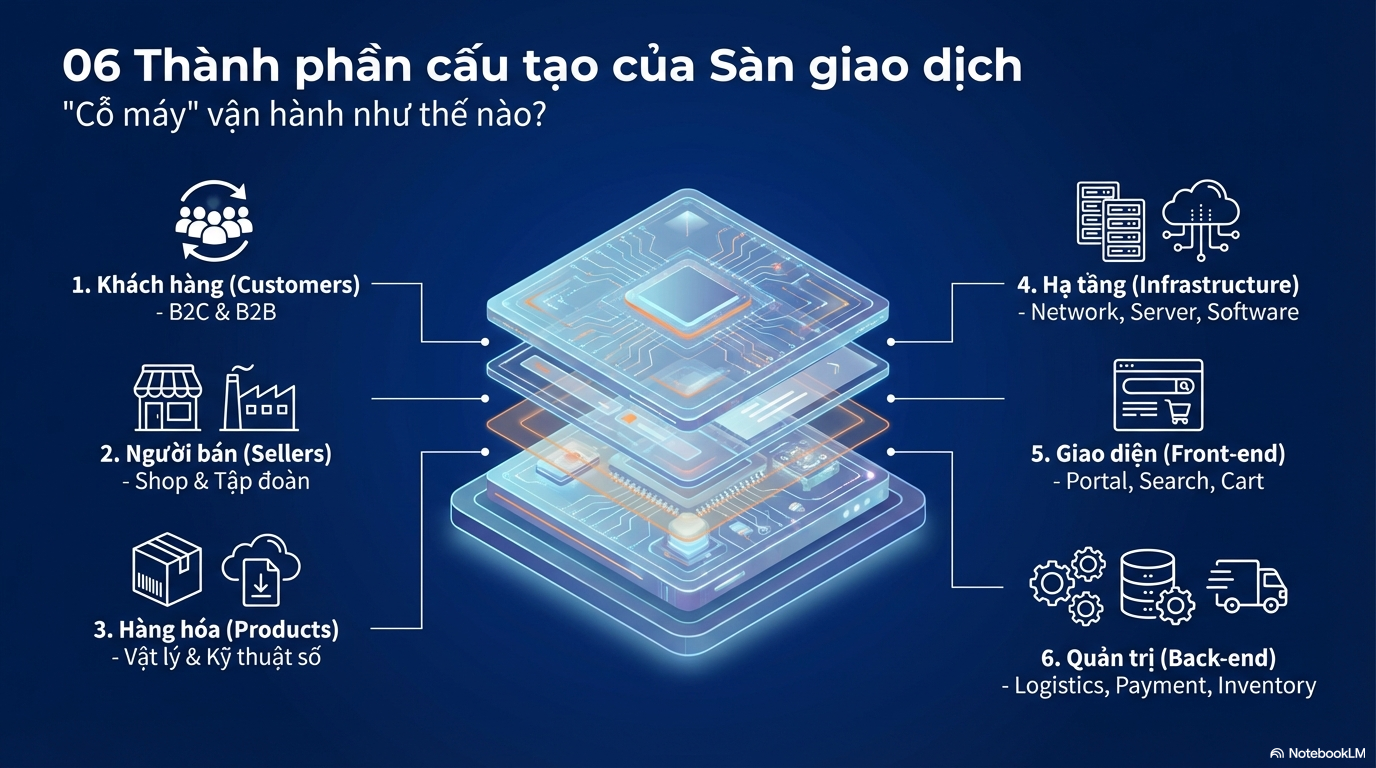 06 Thành phần cấu tạo của Sàn giao dịch
"Cỗ máy" vận hành như thế nào?
1. Khách hàng (Customers)
- B2C & B2B
2. Người bán (Sellers)
- Shop & Tập đoàn
3. Hàng hóa (Products)
- Vật lý & Kỹ thuật số
4. Hạ tầng (Infrastructure)
- Network, Server, Software
5. Giao diện (Front-end)
- Portal, Search, Cart
6. Quản trị (Back-end)
- Logistics, Payment, Inventory
NotebookLM